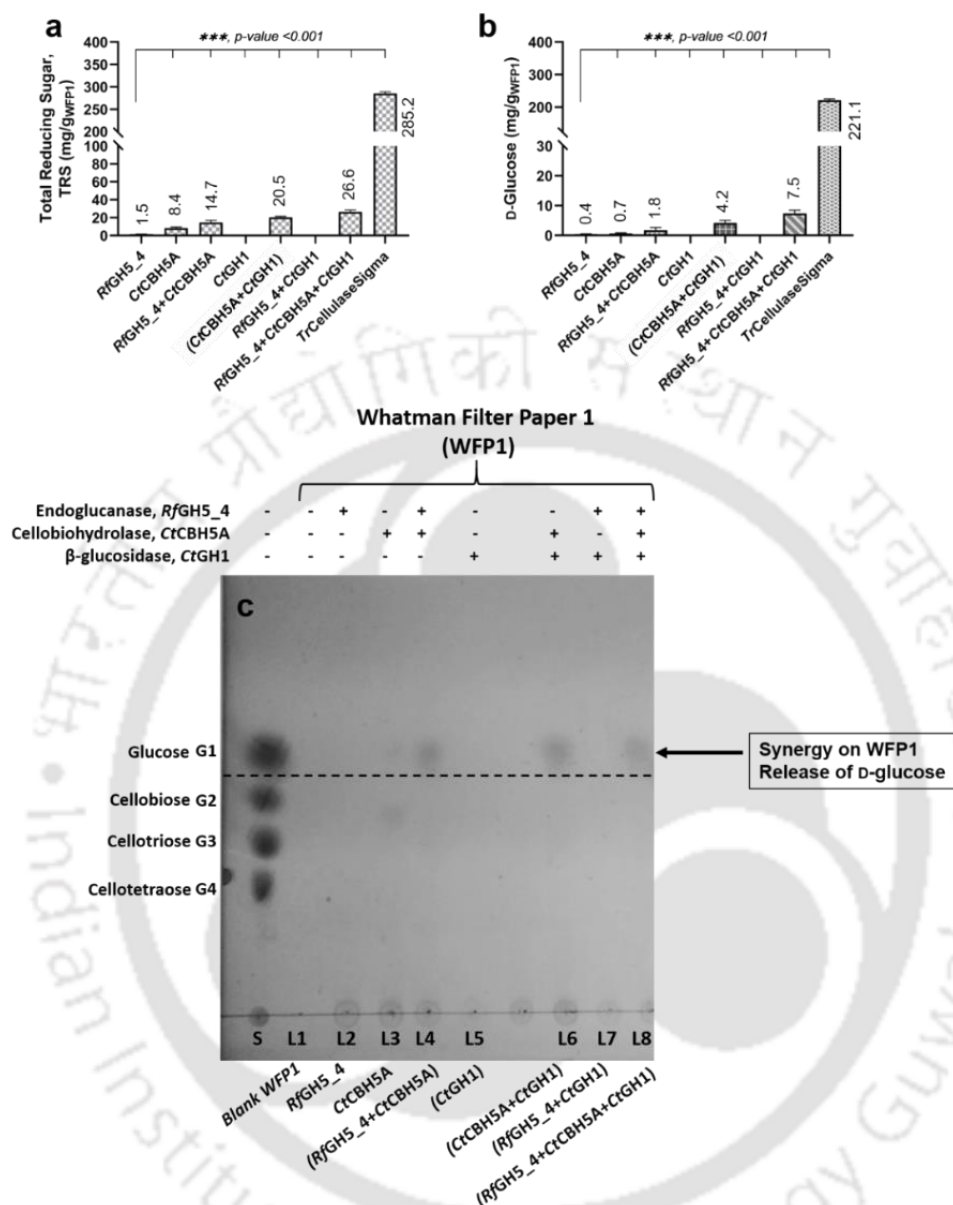 a
***, p-value <0.001
Total Reducing Sugar,
TRS (mg/gWFP1)
400
350
300
250
200
100
80
60
40
20
0
1.5
8.4
14.7
20.5
26.6
285.2
RfGH5_4
CtCBH5A
RfGH5_4+CtCBH5A
CtGH1
(CtCBH5A+CtGH1)
RfGH5_4+CtGH1
RfGH5_4+CtCBH5A+CtGH1
TrCellulaseSigma
b
***, p-value <0.001
D-Glucose (mg/gWFP1)
400
300
200
100
30
20
10
0
0.4
0.7
1.8
4.2
7.5
221.1
RfGH5_4
CtCBH5A
RfGH5_4+CtCBH5A
CtGH1
(CtCBH5A+CtGH1)
RfGH5_4+CtGH1
RfGH5_4+CtCBH5A+CtGH1
TrCellulaseSigma
Whatman Filter Paper 1
(WFP1)
Endoglucanase, RfGH5_4 - - + - + - - + +
Cellobiohydrolase, CtCBH5A - - - + + - + - +
β-glucosidase, CtGH1 - - - - - + + + +
c
Glucose G1
Cellobiose G2
Cellotriose G3
Cellotetraose G4
Synergy on WFP1
Release of D-glucose
S L1 L2 L3 L4 L5 L6 L7 L8
Blank WFP1
RfGH5_4
CtCBH5A
(RfGH5_4+CtCBH5A)
(CtGH1)
(CtCBH5A+CtGH1)
(RfGH5_4+CtGH1)
(RfGH5_4+CtCBH5A+CtGH1)
भारतीय प्रौद्योगिकी संस्थान
Indian Institute